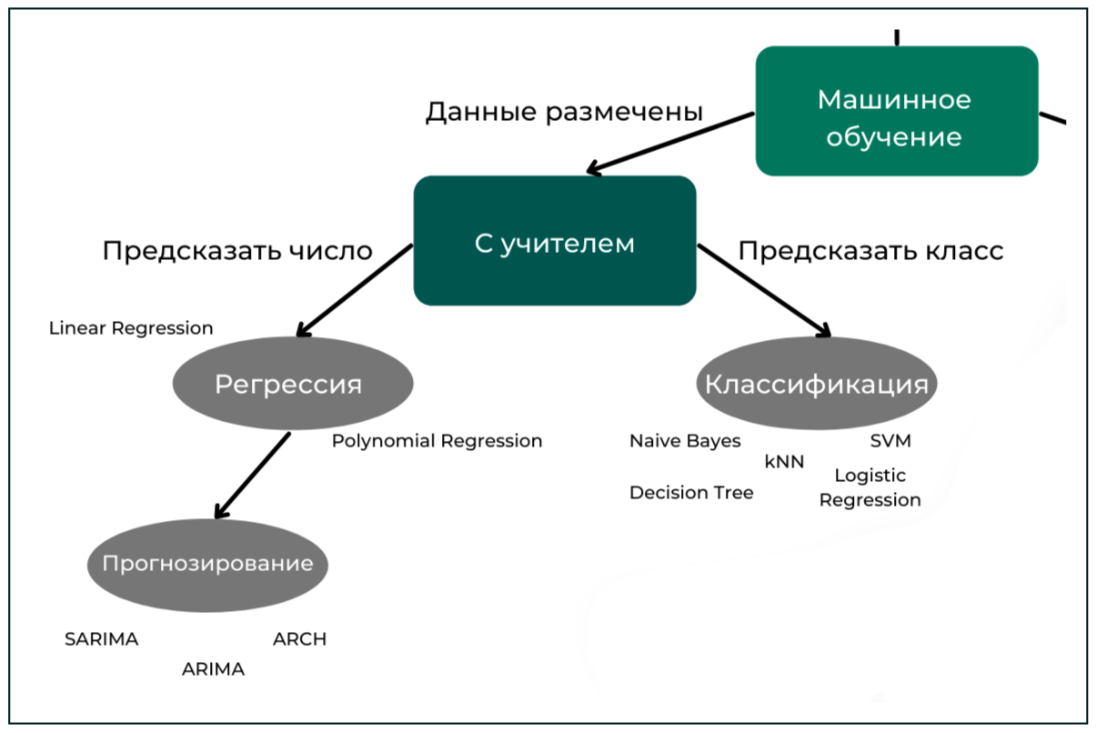 Машинное
обучение
Данные размечены
С учителем
Предсказать число
Предсказать класс
Linear Regression
Регрессия
Классификация
Polynomial Regression
Naive Bayes
SVM
kNN
Logistic
Regression
Decision Tree
Прогнозирование
SARIMA
ARCH
ARIMA